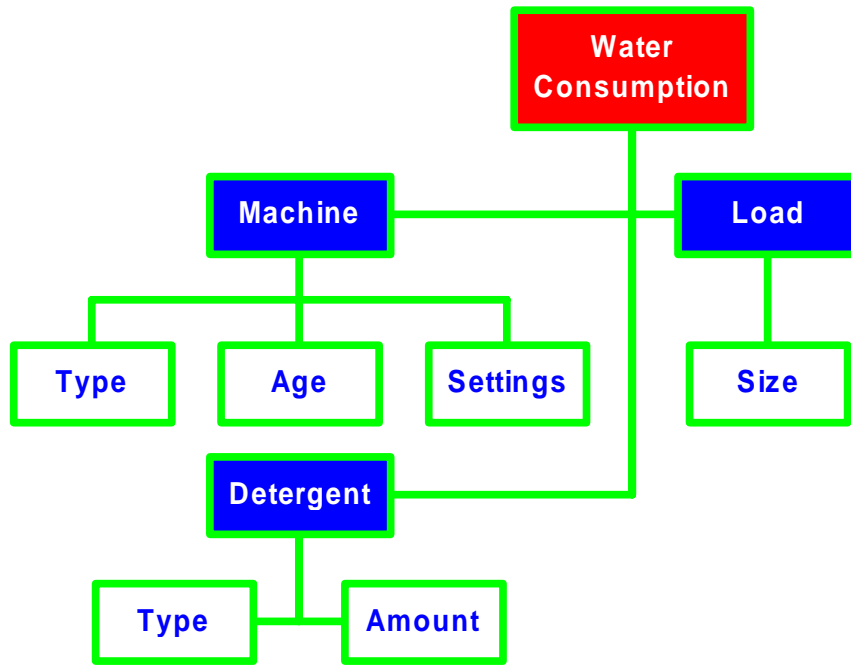 Water
Consumption
Machine
Load
Type
Age
Settings
Size
Detergent
Type
Amount